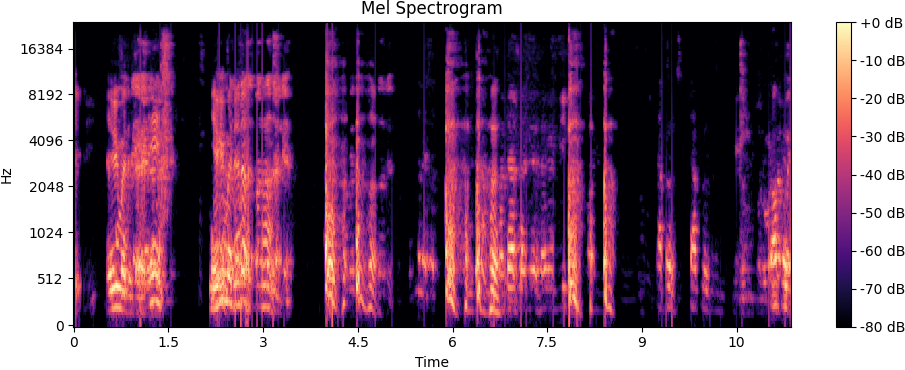 Mel Spectrogram
Hz
16384
8192
4096
2048
1024
512
0
0 1.5 3 4.5 6 7.5 9 10
Time
+0 dB
-10 dB
-20 dB
-30 dB
-40 dB
-50 dB
-60 dB
-70 dB
-80 dB